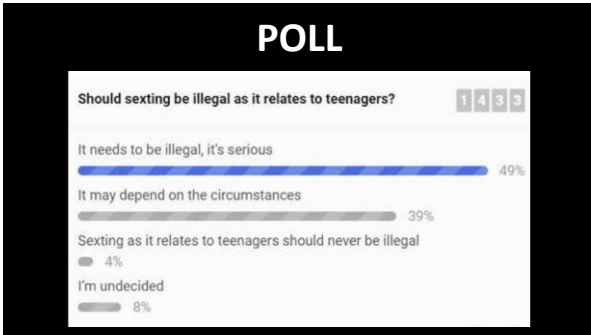 POLL
Should sexting be illegal as it relates to teenagers? 1433
It needs to be illegal, it's serious
49%
It may depend on the circumstances
39%
Sexting as it relates to teenagers should never be illegal
4%
I'm undecided
8%